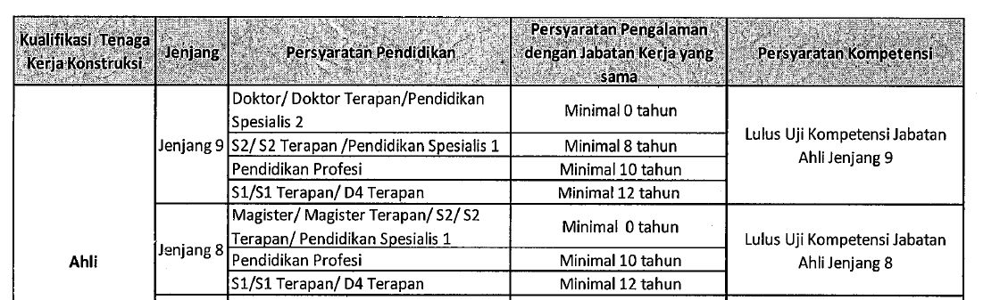 Kualifikasi Tenaga
Kerja Konstruksi
Jenjang
Persyaratan Pendidikan
Persyaratan Pengalaman
dengan Jabatan Kerja yang
sama
Persyaratan Kompetensi
Ahli
Jenjang 9
Doktor/ Doktor Terapan/Pendidikan
Spesialis 2
Minimal 0 tahun
S2/ S2 Terapan /Pendidikan Spesialis 1
Minimal 8 tahun
Pendidikan Profesi
Minimal 10 tahun
S1/S1 Terapan/ D4 Terapan
Minimal 12 tahun
Lulus Uji Kompetensi Jabatan
Ahli Jenjang 9
Jenjang 8
Magister/ Magister Terapan/ S2/ S2
Terapan/ Pendidikan Spesialis 1
Minimal 0 tahun
Pendidikan Profesi
Minimal 10 tahun
S1/S1 Terapan/ D4 Terapan
Minimal 12 tahun
Lulus Uji Kompetensi Jabatan
Ahli Jenjang 8